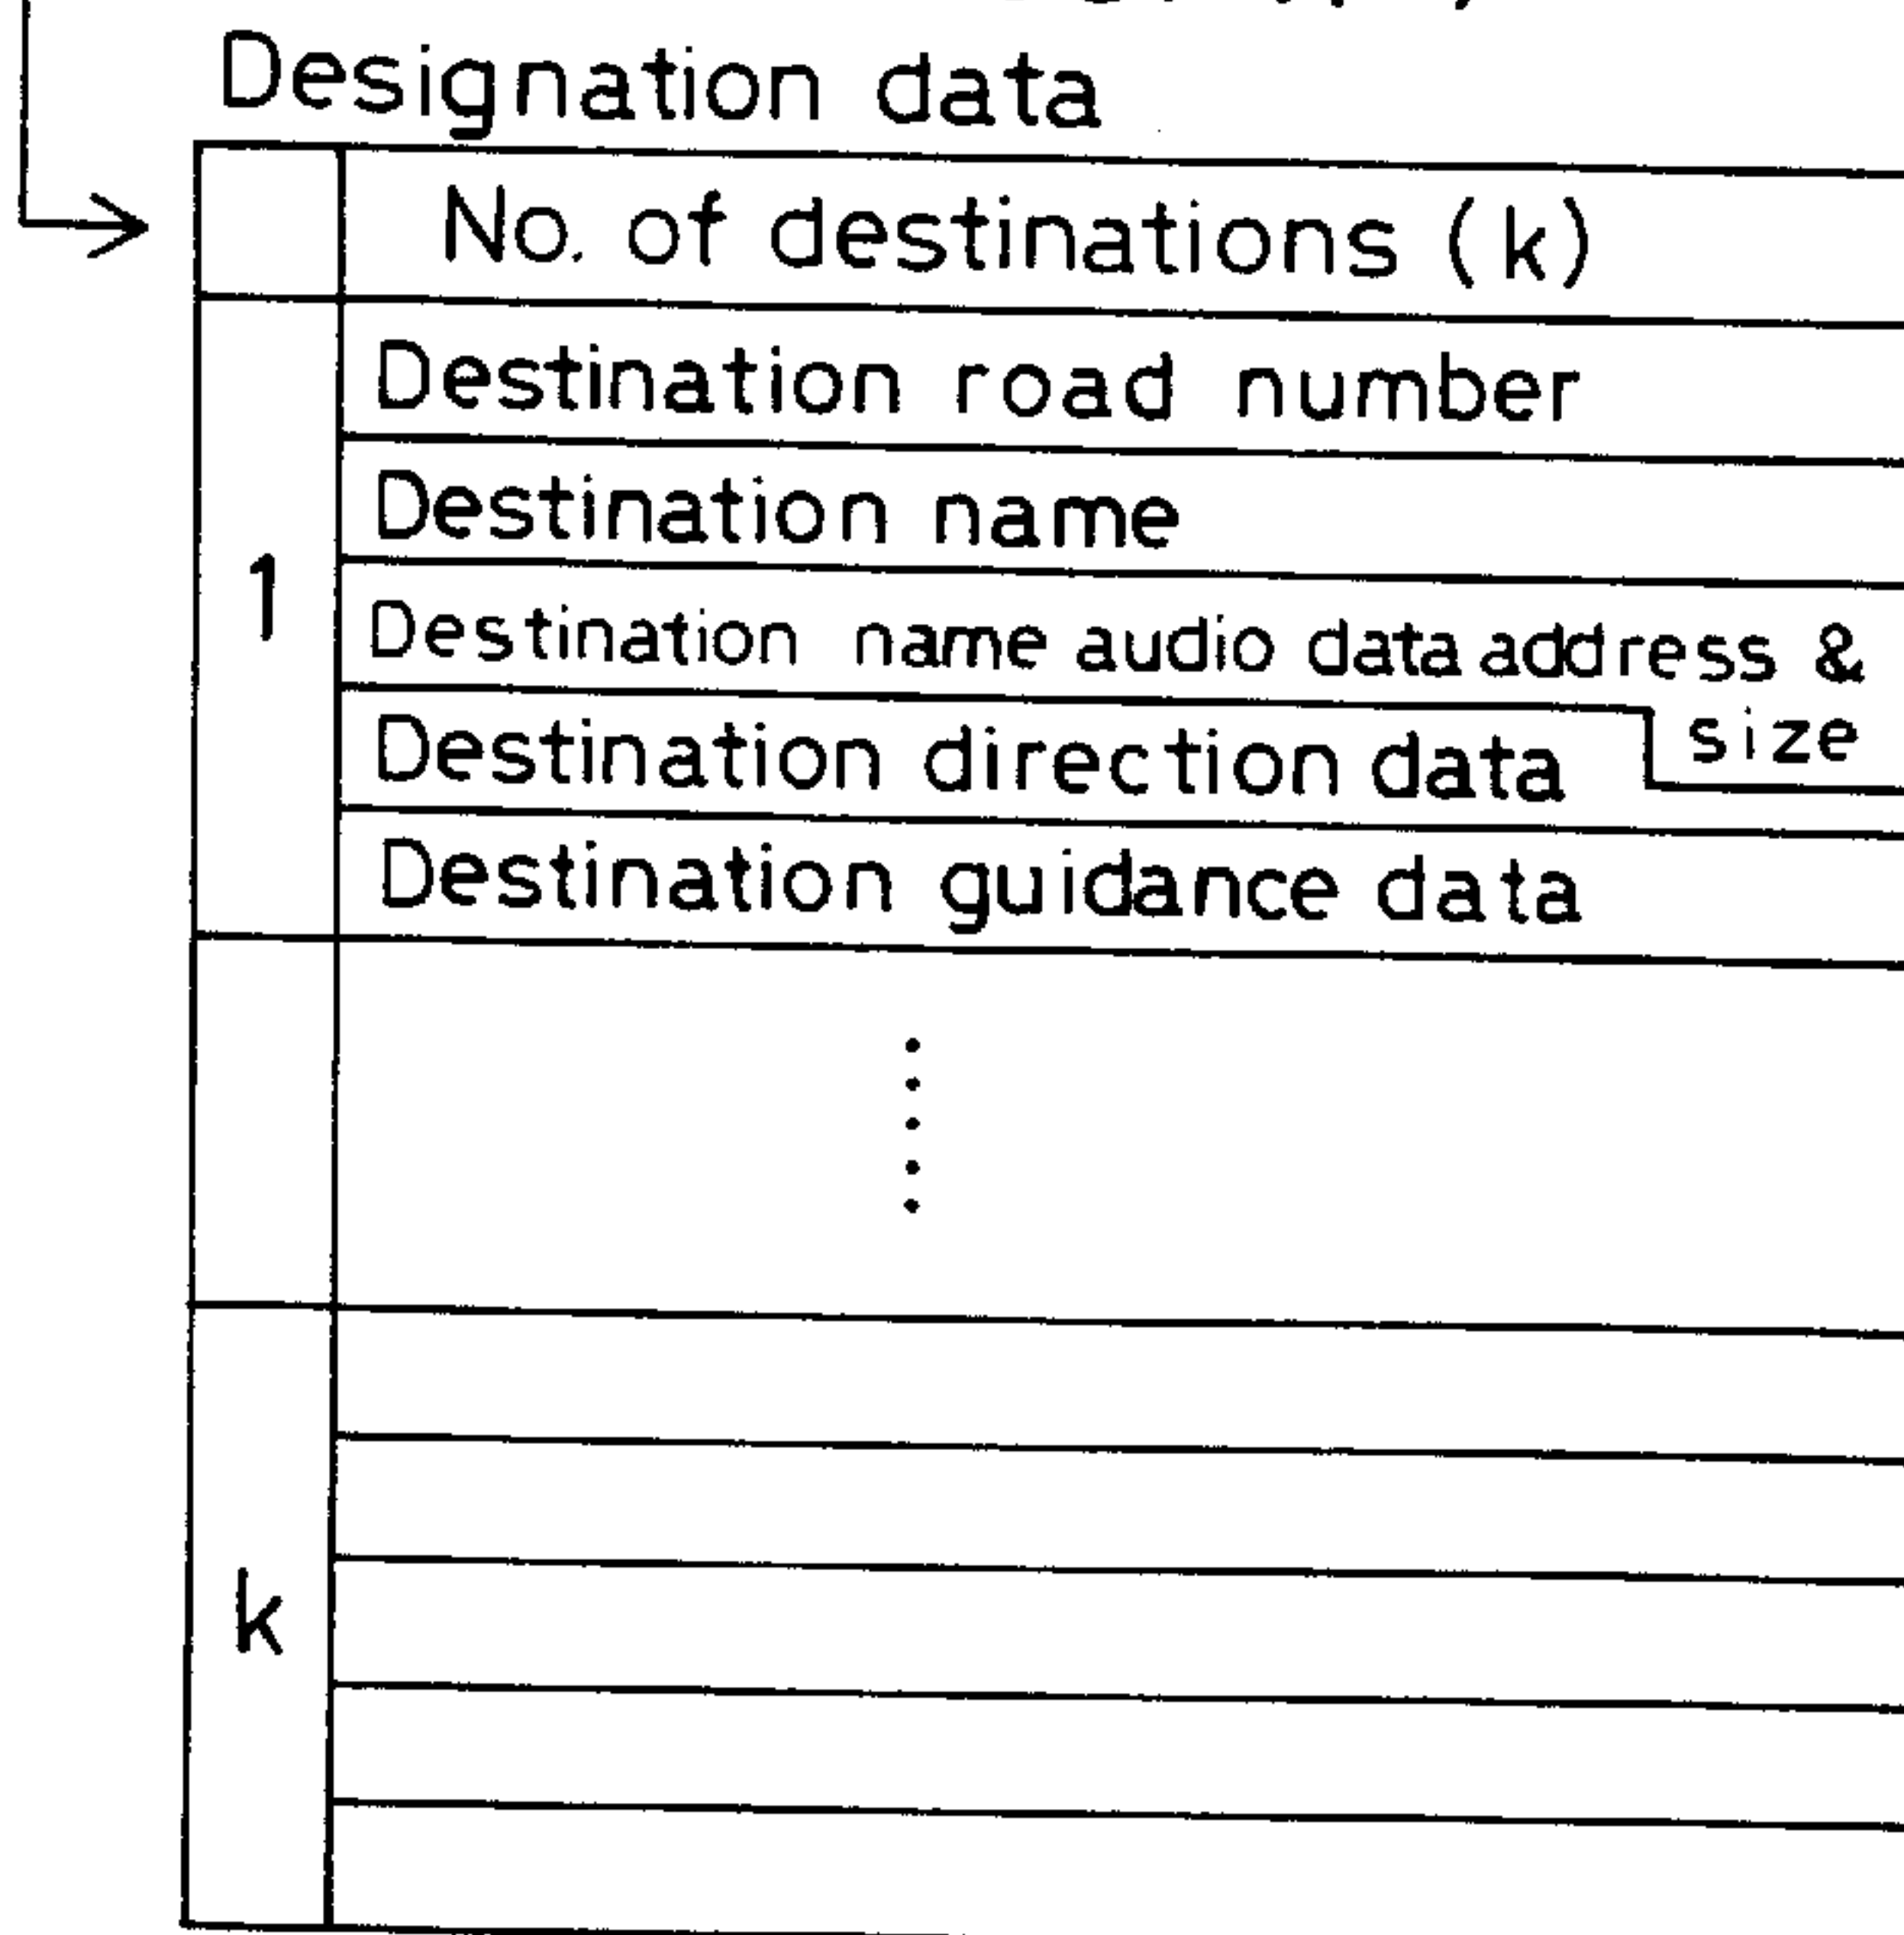 Designation data
No. of destinations (k)
Destination road number
Destination name
1
Destination name audio data address &
size
Destination direction data
Destination guidance data
k